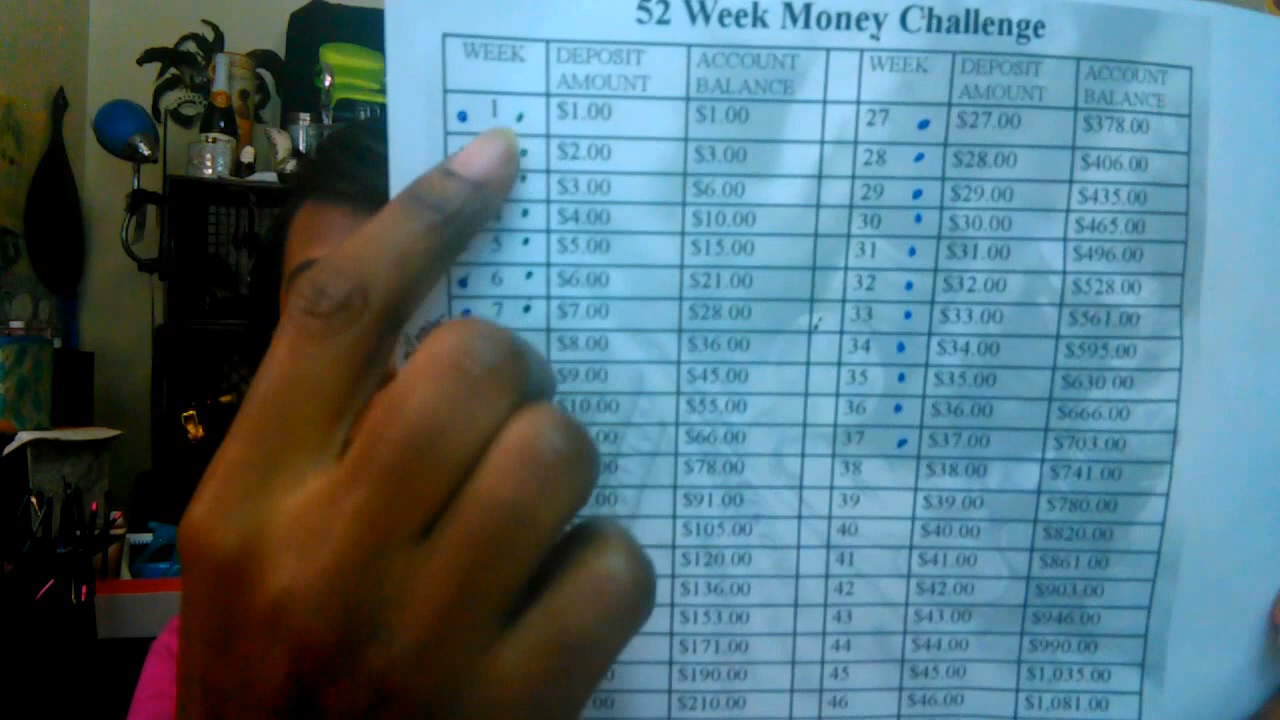 52 Week Money Challenge
WEEK DEPOSIT AMOUNT ACCOUNT BALANCE WEEK DEPOSIT AMOUNT ACCOUNT BALANCE
1 $1.00 $1.00 27 $27.00 $378.00
$2.00 $3.00 28 $28.00 $406.00
$3.00 $6.00 29 $29.00 $435.00
$4.00 $10.00 30 $30.00 $465.00
5 $5.00 $15.00 31 $31.00 $496.00
6 $6.00 $21.00 32 $32.00 $528.00
7 $7.00 $28.00 33 $33.00 $561.00
$8.00 $36.00 34 $34.00 $595.00
$9.00 $45.00 35 $35.00 $630.00
$10.00 $55.00 36 $36.00 $666.00
$66.00 37 $37.00 $703.00
$78.00 38 $38.00 $741.00
$91.00 39 $39.00 $780.00
$105.00 40 $40.00 $820.00
$120.00 41 $41.00 $861.00
$136.00 42 $42.00 $903.00
$153.00 43 $43.00 $946.00
$171.00 44 $44.00 $990.00
$190.00 45 $45.00 $1,035.00
$210.00 46 $46.00 $1,081.00